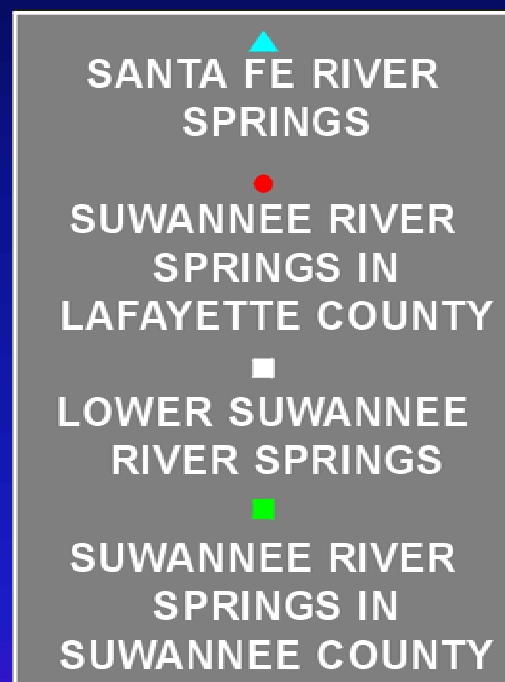 SANTA FE RIVER
SPRINGS
SUWANNEE RIVER
SPRINGS IN
LAFAYETTE COUNTY
LOWER SUWANNEE
RIVER SPRINGS
SUWANNEE RIVER
SPRINGS IN
SUWANNEE COUNTY